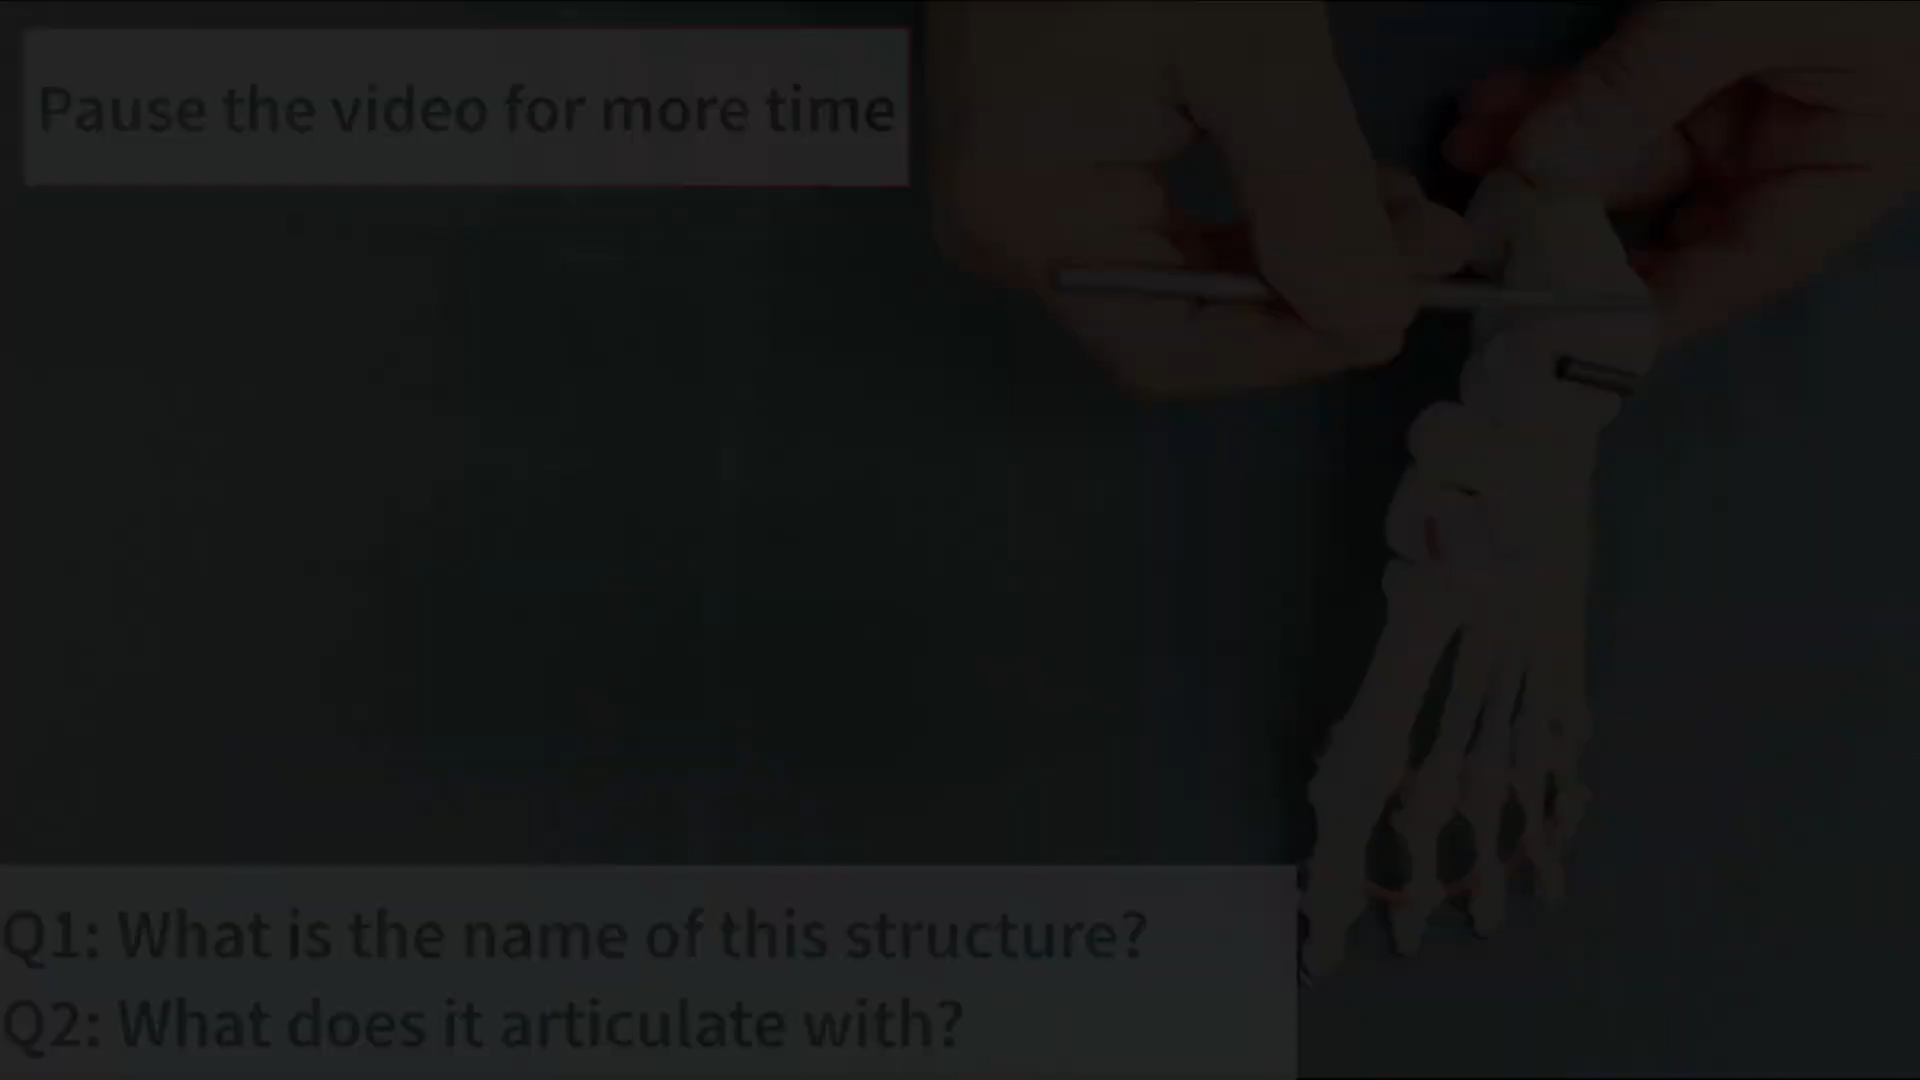 Pause the video for more time
Q1: What is the name of this structure?
Q2: What does it articulate with?